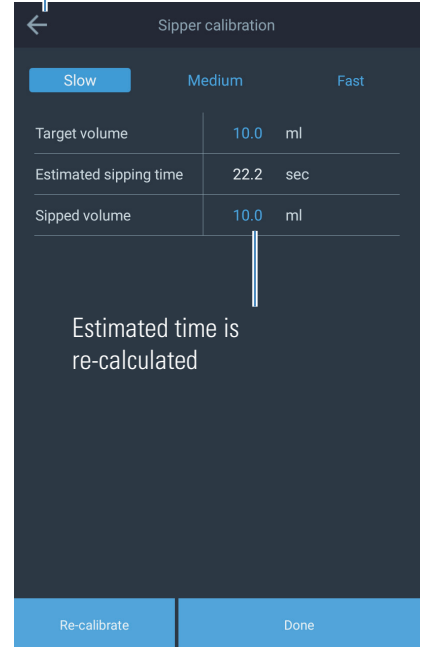 Sipper calibration
Slow Medium Fast
Target volume 10.0 ml
Estimated sipping time 22.2 sec
Sipped volume 10.0 ml
Estimated time is
re-calculated
Re-calibrate Done